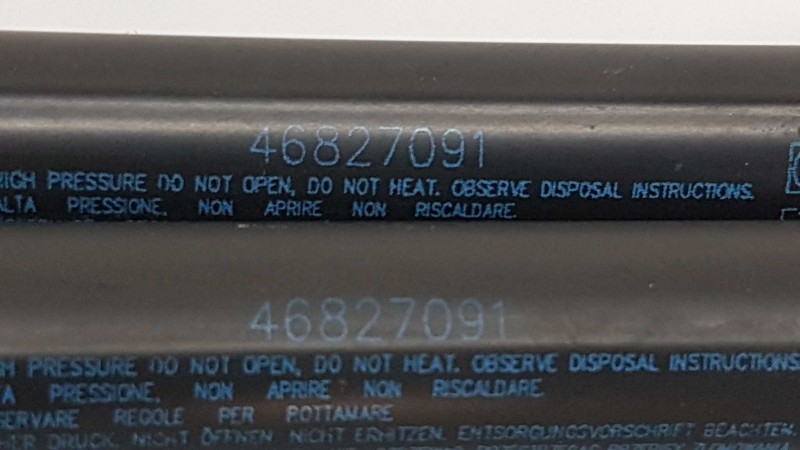 46827091
HIGH PRESSURE DO NOT OPEN, DO NOT HEAT. OBSERVE DISPOSAL INSTRUCTIONS.
ALTA PRESSIONE. NON APRIRE NON RISCALDARE.
46827091
PRESSURE DO NOT OPEN, DO NOT HEAT. OBSERVE DISPOSAL INSTRUCTIONS.
PRESSIONE. NON APRIRE NON RISCALDARE.
REGOLE PER ROTTAMARE
DRUCK. NICHT ÖFFNEN. NICHT ERHITZEN. ENTSORGUNGSVORSCHRIFT BEACHTEN.